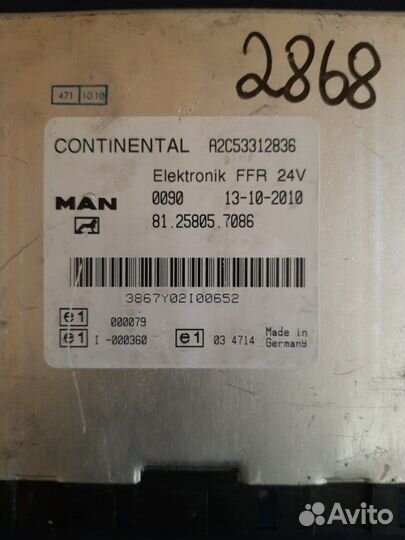 2868
471 10.10
CONTINENTAL A2C53312836
Elektronik FFR 24V
MAN 0090 13-10-2010
81.25805.7086
3867Y02I00652
e1 000079
e1 I -000360 e1 03 4714 Made in Germany
Avito